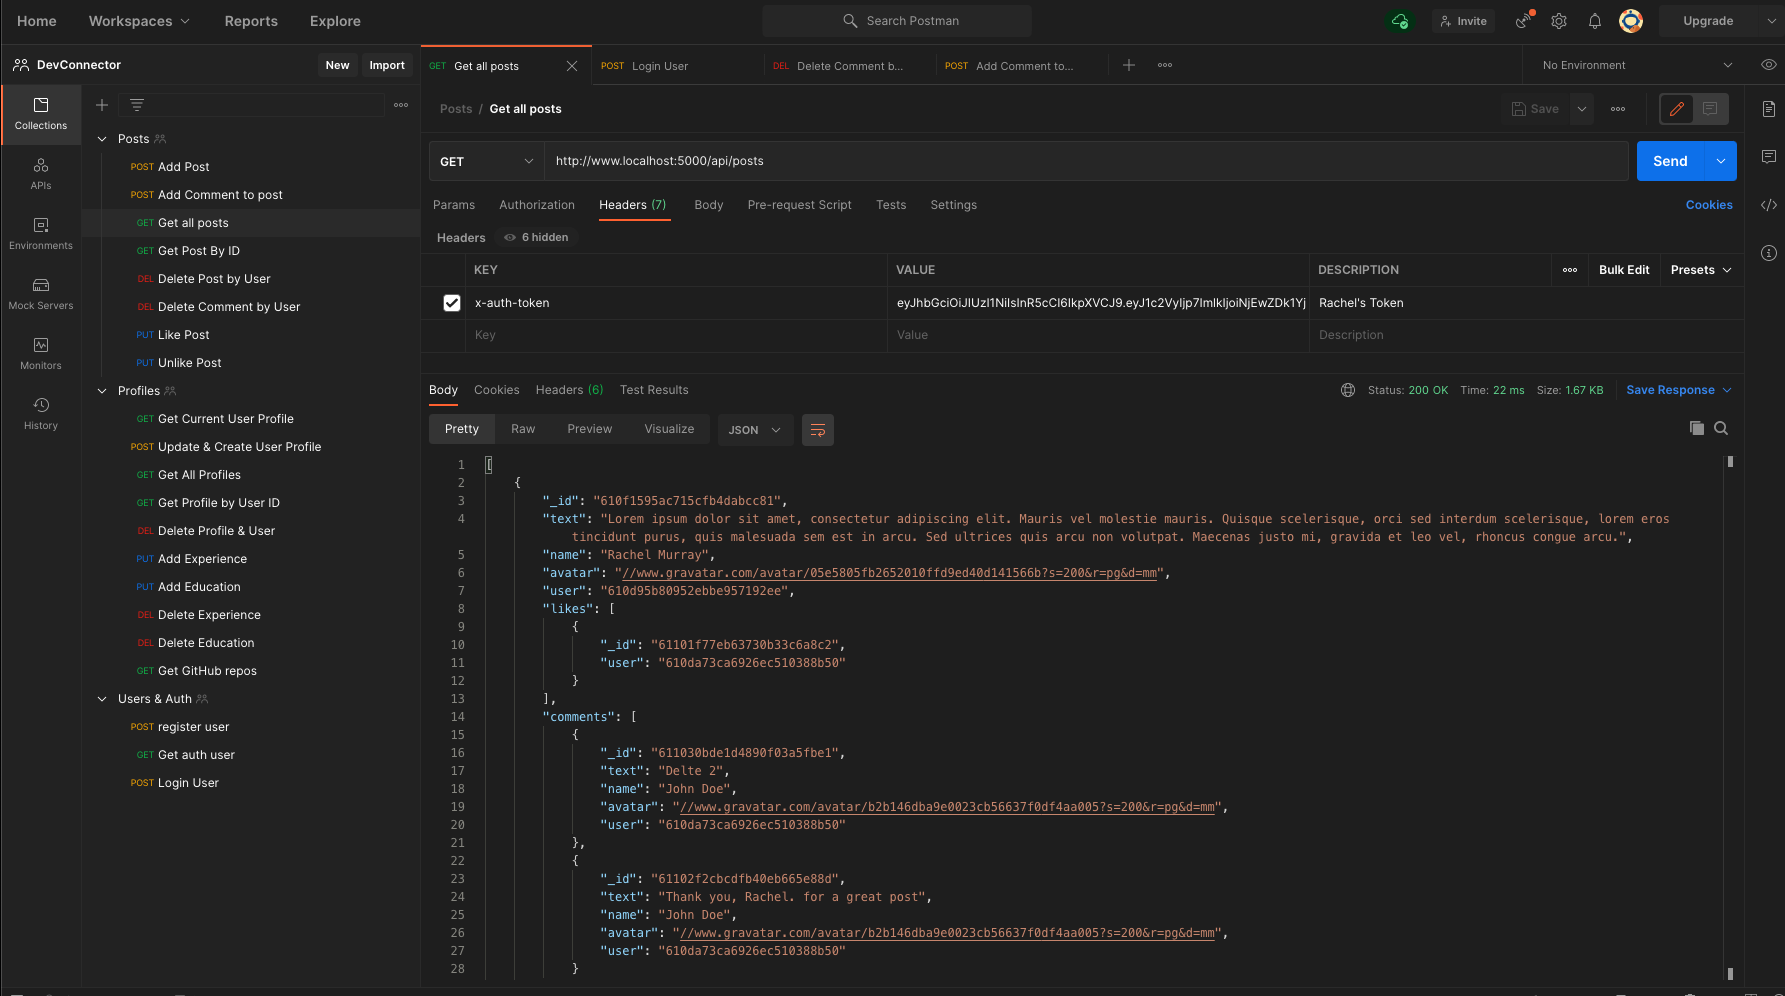 Home Workspaces Reports Explore Search Postman Invite Upgrade
DevConnector New Import
GET Get all posts POST Login User DEL Delete Comment b... POST Add Comment to... No Environment
Collections
APIs
Environments
Mock Servers
Monitors
History
Posts
POST Add Post
POST Add Comment to post
GET Get all posts
GET Get Post By ID
DEL Delete Post by User
DEL Delete Comment by User
PUT Like Post
PUT Unlike Post
Profiles
GET Get Current User Profile
POST Update & Create User Profile
GET Get All Profiles
GET Get Profile by User ID
DEL Delete Profile & User
PUT Add Experience
PUT Add Education
DEL Delete Experience
DEL Delete Education
GET Get GitHub repos
Users & Auth
POST register user
GET Get auth user
POST Login User
Posts / Get all posts Save
GET http://www.localhost:5000/api/posts Send
Params Authorization Headers (7) Body Pre-request Script Tests Settings Cookies
Headers 6 hidden
KEY VALUE DESCRIPTION Bulk Edit Presets
x-auth-token Rachel's Token
Key Value Description
Body Cookies Headers (6) Test Results Status: 200 OK Time: 22 ms Size: 1.67 KB Save Response
Pretty Raw Preview Visualize JSON
1 [
2 {
3 "_id": "610f1595ac715cfb4dabcc81",
4 "text": "Lorem ipsum dolor sit amet, consectetur adipiscing elit. Mauris vel molestie mauris. Quisque scelerisque, orci sed interdum scelerisque, lorem eros
tincidunt purus, quis malesuada sem est in arcu. Sed ultrices quis arcu non volutpat. Maecenas justo mi, gravida et leo vel, rhoncus congue arcu.",
5 "name": "Rachel Murray",
6 "avatar": "//www.gravatar.com/avatar/05e5805fb2652010ffd9ed40d141566b?s=200&r=pg&d=mm",
7 "user": "610d95b80952ebbe957192ee",
8 "likes": [
9 {
10 "_id": "61101f77eb63730b33c6a8c2",
11 "user": "610da73ca6926ec510388b50"
12 }
13 ],
14 "comments": [
15 {
16 "_id": "611030bde1d4890f03a5fbe1",
17 "text": "Delte 2",
18 "name": "John Doe",
19 "avatar": "//www.gravatar.com/avatar/b2b146dba9e0023cb56637f0df4aa005?s=200&r=pg&d=mm",
20 "user": "610da73ca6926ec510388b50"
21 },
22 {
23 "_id": "61102f2cbcdfb40eb665e88d",
24 "text": "Thank you, Rachel. for a great post",
25 "name": "John Doe",
26 "avatar": "//www.gravatar.com/avatar/b2b146dba9e0023cb56637f0df4aa005?s=200&r=pg&d=mm",
27 "user": "610da73ca6926ec510388b50"
28 }